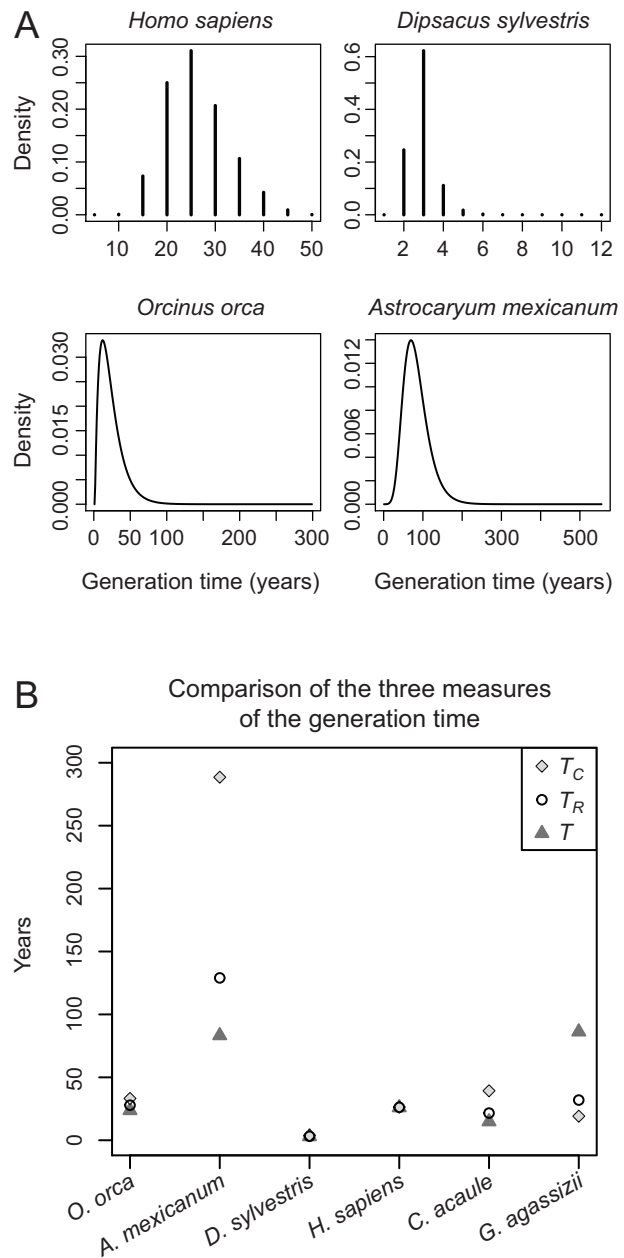 A
Homo sapiens
Dipsacus sylvestris
Density
0.00 0.10 0.20 0.30
10 20 30 40 50
0.0 0.2 0.4 0.6
2 4 6 8 10 12
Orcinus orca
Astrocaryum mexicanum
Density
0.000 0.015 0.030
0 50 100 200 300
0.000 0.006 0.012
0 100 300 500
Generation time (years)
Generation time (years)
B
Comparison of the three measures
of the generation time
Years
0 50 100 150 200 250 300
T_C
T_R
T
O. orca
A. mexicanum
D. sylvestris
H. sapiens
C. acaule
G. agassizii